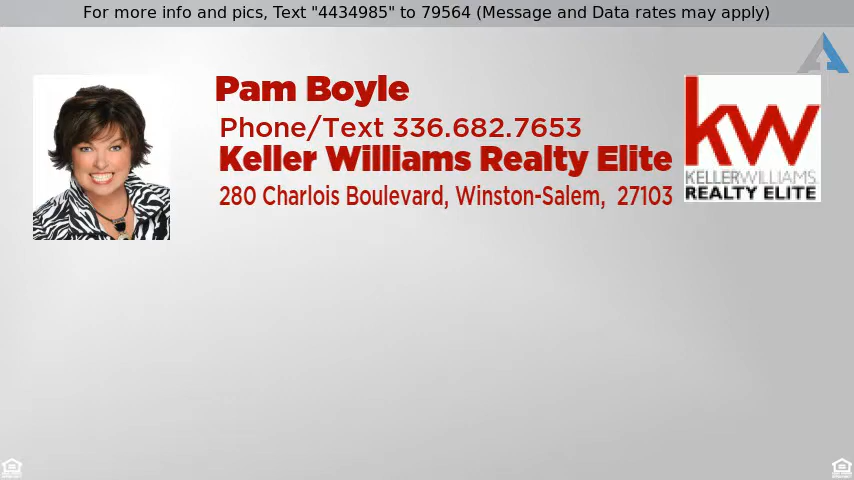 For more info and pics, Text "4434985" to 79564 (Message and Data rates may apply)
Pam Boyle
Phone/Text 336.682.7653
Keller Williams Realty Elite
280 Charlois Boulevard, Winston-Salem, 27103
kw
KELLERWILLIAMS.
REALTY ELITE